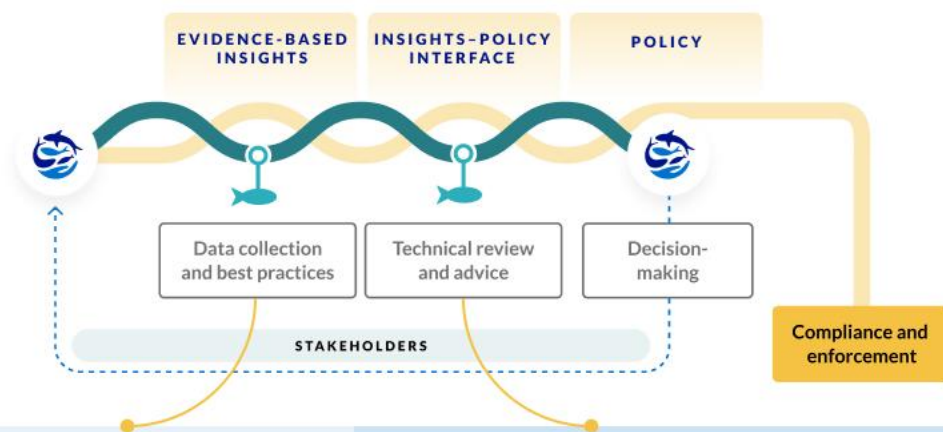 EVIDENCE-BASED
INSIGHTS
INSIGHTS–POLICY
INTERFACE
POLICY
Data collection
and best practices
Technical review
and advice
Decision-
making
STAKEHOLDERS
Compliance and
enforcement